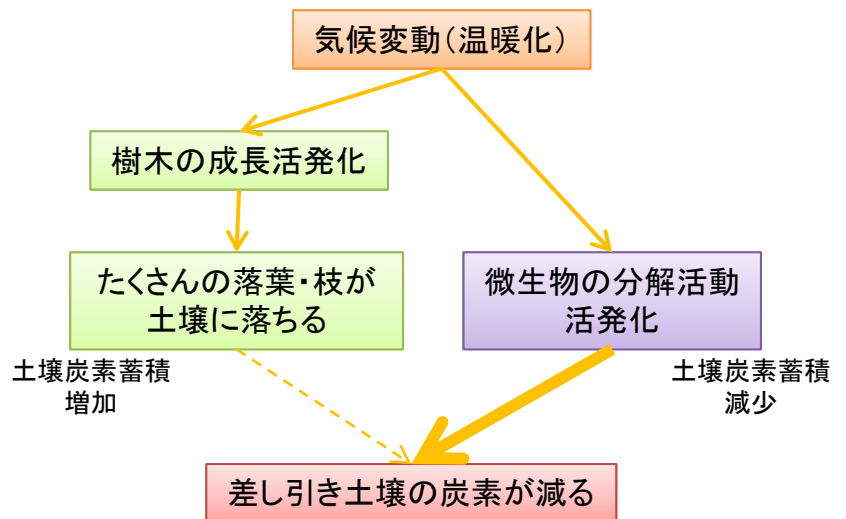 気候変動（温暖化）
樹木の成長活発化
たくさんの落葉・枝が
土壌に落ちる
微生物の分解活動
活発化
土壌炭素蓄積
増加
土壌炭素蓄積
減少
差し引き土壌の炭素が減る